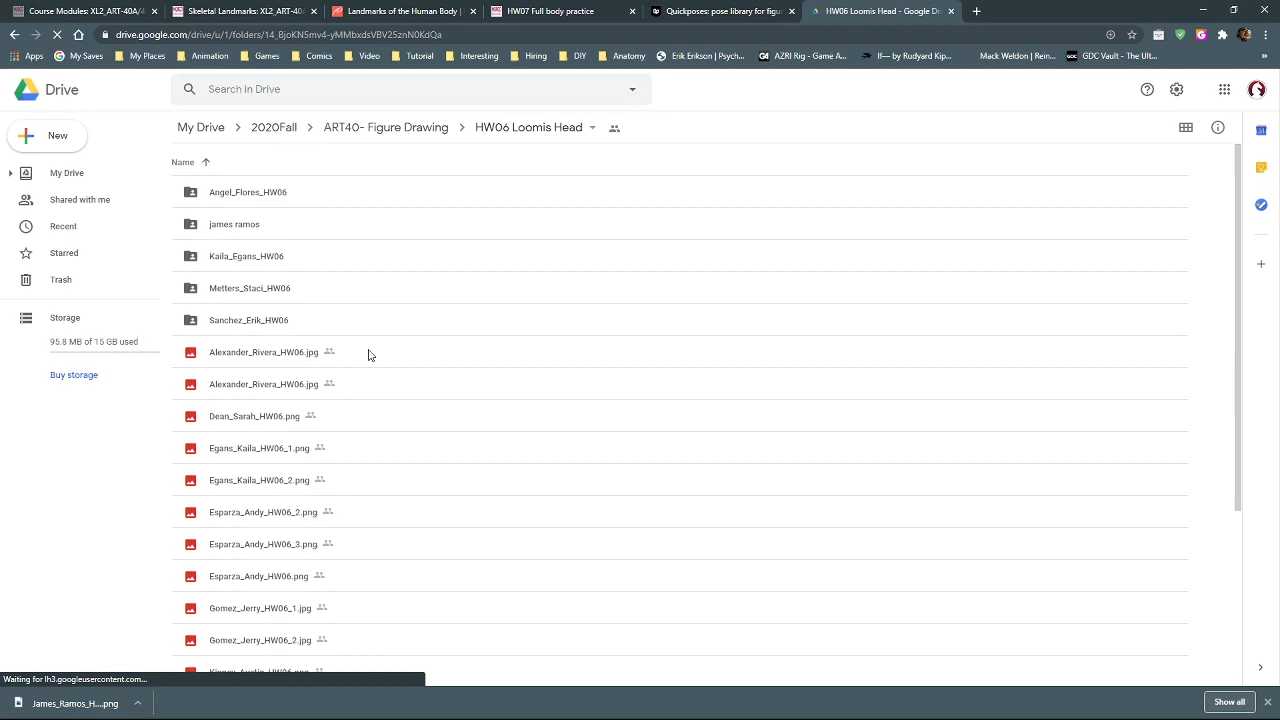 Course Modules: XL2_ART-40A/A
Skeletal Landmarks: XL2_ART-40A
Landmarks of the Human Body
HW07 Full body practice
Quickposes: pose library for figur
HW06 Loomis Head - Google Dri
drive.google.com/drive/u/1/folders/14_BjoKN5mv4-yMMbxdsVBV25znN0KdQa
Apps My Saves My Places Animation Games Comics Video Tutorial Interesting Hiring DIY Anatomy Erik Erikson | Psych... AZRI Rig - Game A... If— by Rudyard Kip... Mack Weldon | Rein... GDC Vault - The Ult...
Drive
Search in Drive
New
My Drive
Shared with me
Recent
Starred
Trash
Storage
95.8 MB of 15 GB used
Buy storage
My Drive > 2020Fall > ART40- Figure Drawing > HW06 Loomis Head
Name
Angel_Flores_HW06
james ramos
Kaila_Egans_HW06
Metters_Staci_HW06
Sanchez_Erik_HW06
Alexander_Rivera_HW06.jpg
Alexander_Rivera_HW06.jpg
Dean_Sarah_HW06.png
Egans_Kaila_HW06_1.png
Egans_Kaila_HW06_2.png
Esparza_Andy_HW06_2.png
Esparza_Andy_HW06_3.png
Esparza_Andy_HW06.png
Gomez_Jerry_HW06_1.jpg
Gomez_Jerry_HW06_2.jpg
Waiting for lh3.googleusercontent.com...
James_Ramos_H....png
Show all